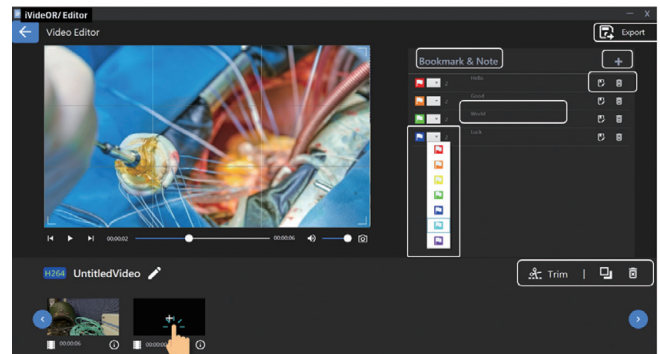 iVideOR/ Editor
Video Editor
Export
Bookmark & Note
Hello
Good
World
Luck
00:00:02
00:00:06
H264 UntitledVideo
Trim
00:00:06